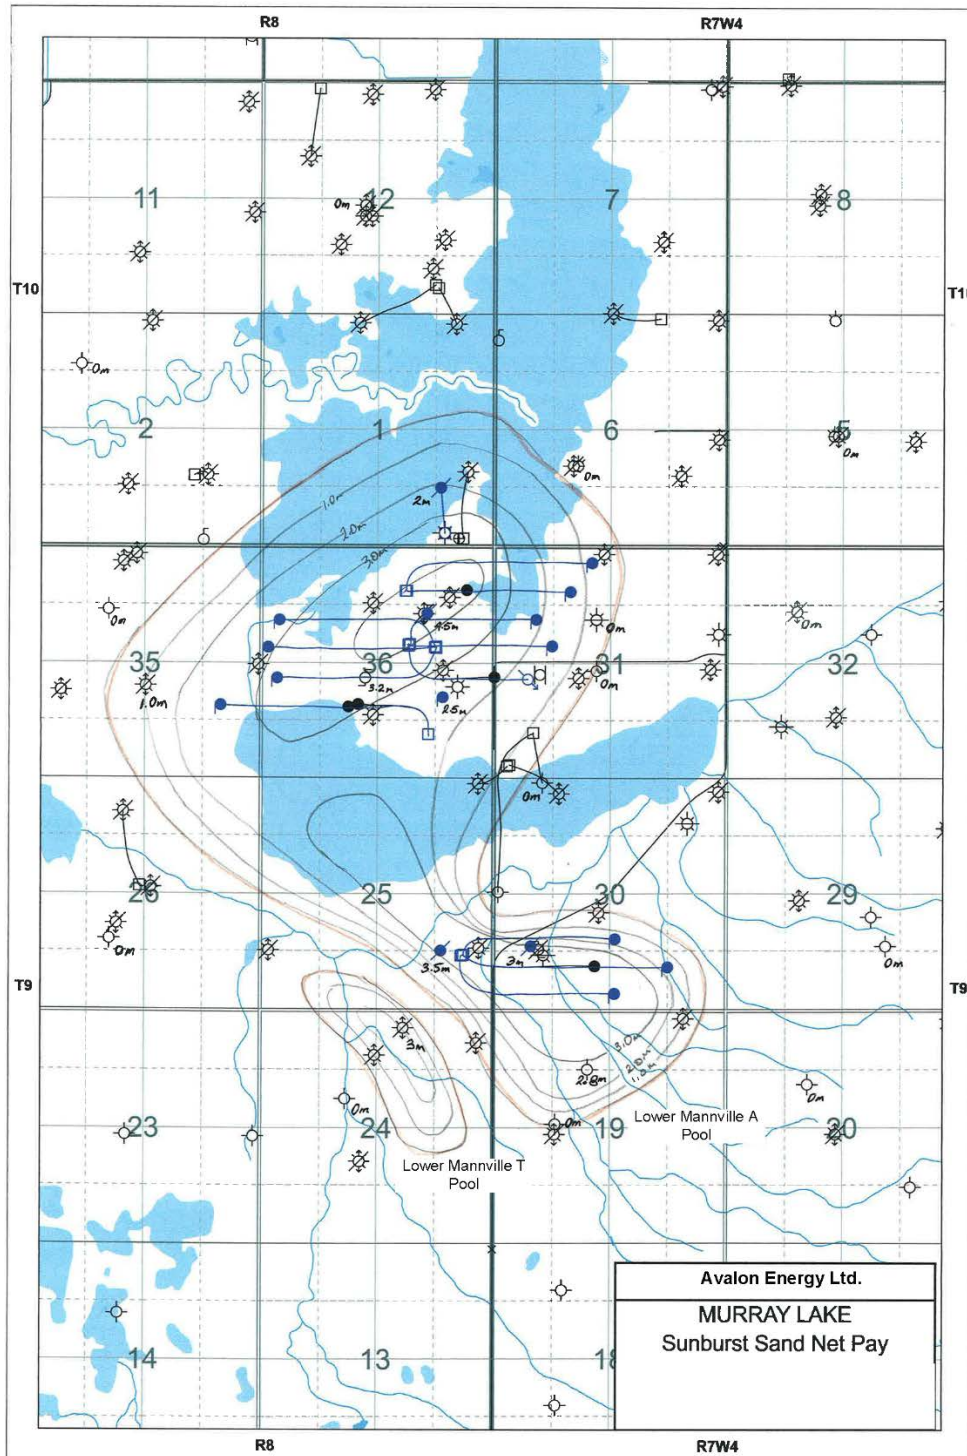 R8 R7W4
11 12 7 8
0m
T10
0m
2 1 6 5
0m
0m
1.0m
2m
2.0m
3.0m
0m 0m 0m
4.5m
35 36 31 32
0m
1.0m 3.2m
2.5m
0m
25 30 29
0m 3.5m 3m 0m
T9 T9
3m
3.0m
2.0m
1.0m
2.8m
0m 0m
0m
23 24 19
Lower Mannville A
Pool
Lower Mannville T
Pool
x
Avalon Energy Ltd.
MURRAY LAKE
Sunburst Sand Net Pay
14 13
R8 R7W4